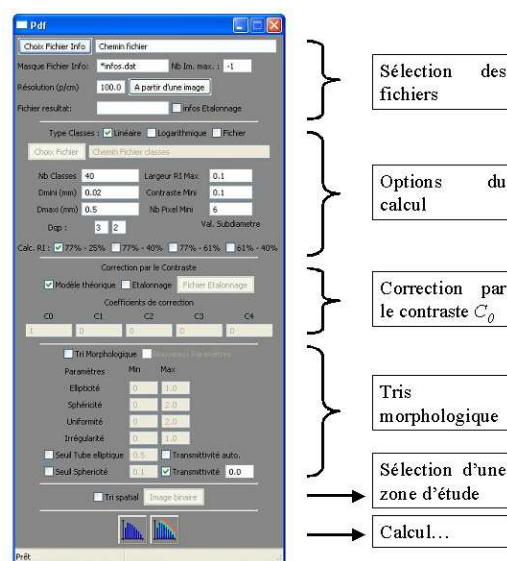 Pdf
Choix Fichier Info Chemin fichier
Masque Fichier Info: *infos.dat Nb Im. max. : -1
Résolution (p/cm) 100.0 A partir d'une image
Fichier resultat: infos Etalonnage
Type Classes : Linéaire Logarithmique Fichier
Choix Fichier Chemin Fichier classes
Nb Classes 40 Largeur RI Max 0.1
Dmini (mm) 0.02 Contraste Mini 0.1
Dmaxi (mm) 0.5 Nb Pixel Mini 6
Dqp : 3 2 Val. Subdiametre
Calc. RI : 77% - 25% 77% - 40% 77% - 61% 61% - 40%
Correction par le Contraste
Modèle théorique Etalonnage Fichier Etalonnage
Coefficients de correction
C0 C1 C2 C3 C4
1 0 0 0 0
Tri Morphologique Nouveaux Paramètres
Paramètres Min Max
Ellipticité 0 1.0
Sphéricité 0 2.0
Uniformité 0 2.0
Irrégularité 0 1.0
Seuil Tube elliptique 0.5 Transmittivité auto.
Seuil Sphericité 0.1 Transmittivité 0.0
Tri spatial Image binaire
Prêt
Sélection des
fichiers
Options du
calcul
Correction par
le contraste C0
Tris
morphologique
Sélection d'une
zone d'étude
Calcul…